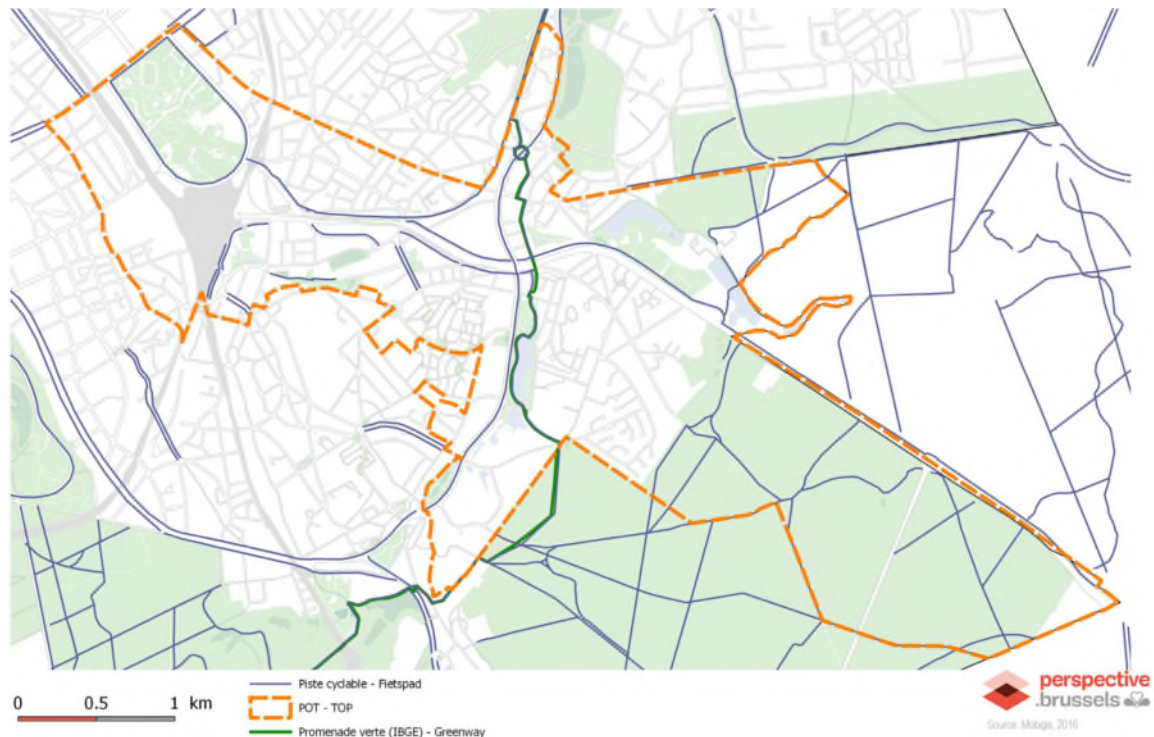 Piste cyclable - Fietspad
POT - TOP
Promenade verte (IBGE) - Greenway
0 0.5 1 km
perspective
.brussels
Source: Mobigis, 2016